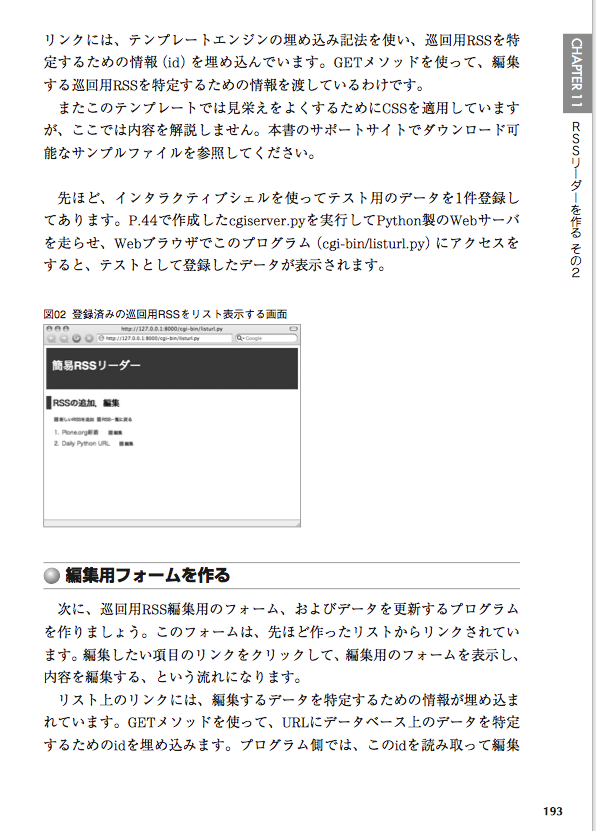 リンクには、テンプレートエンジンの埋め込み記法を使い、巡回用RSSを特
定するための情報（id）を埋め込んでいます。GETメソッドを使って、編集
する巡回用RSSを特定するための情報を渡しているわけです。
またこのテンプレートでは見栄えをよくするためにCSSを適用しています
が、ここでは内容を解説しません。本書のサポートサイトでダウンロード可
能なサンプルファイルを参照してください。
先ほど、インタラクティブシェルを使ってテスト用のデータを1件登録し
てあります。P.44で作成したcgiserver.pyを実行してPython製のWebサーバ
を走らせ、Webブラウザでこのプログラム（cgi-bin/listurl.py）にアクセスを
すると、テストとして登録したデータが表示されます。
図02 登録済みの巡回用RSSをリスト表示する画面
http://127.0.0.1:8000/cgi-bin/listurl.py
http://127.0.0.1:8000/cgi-bin/listurl.py
Google
簡易RSSリーダー
RSSの追加，編集
新しいRSSを追加 RSS一覧に戻る
1. Plone.org新着 編集
2. Daily Python URL 編集
編集用フォームを作る
次に、巡回用RSS編集用のフォーム、およびデータを更新するプログラム
を作りましょう。このフォームは、先ほど作ったリストからリンクされてい
ます。編集したい項目のリンクをクリックして、編集用のフォームを表示し、
内容を編集する、という流れになります。
リスト上のリンクには、編集するデータを特定するための情報が埋め込ま
れています。GETメソッドを使って、URLにデータベース上のデータを特定
するためのidを埋め込みます。プログラム側では、このidを読み取って編集
CHAPTER 11
RSSリーダーを作る その2
193